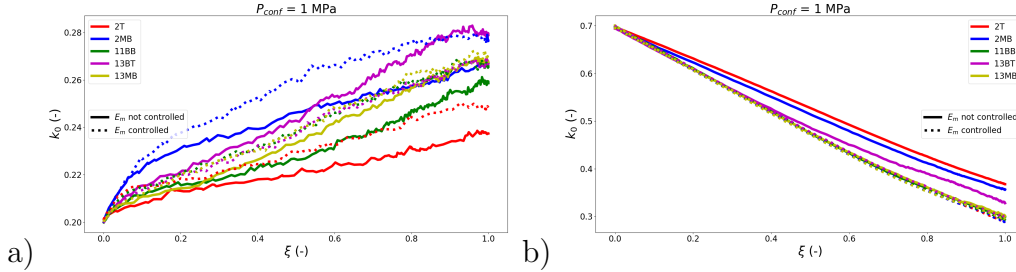 a)
P_conf = 1 MPa
k_0 (-)
0.28
0.26
0.24
0.22
0.20
2T
2MB
11BB
13BT
13MB
E_m not controlled
E_m controlled
0.0 0.2 0.4 0.6 0.8 1.0
ξ (-)
b)
P_conf = 1 MPa
k_0 (-)
0.7
0.6
0.5
0.4
0.3
2T
2MB
11BB
13BT
13MB
E_m not controlled
E_m controlled
0.0 0.2 0.4 0.6 0.8 1.0
ξ (-)